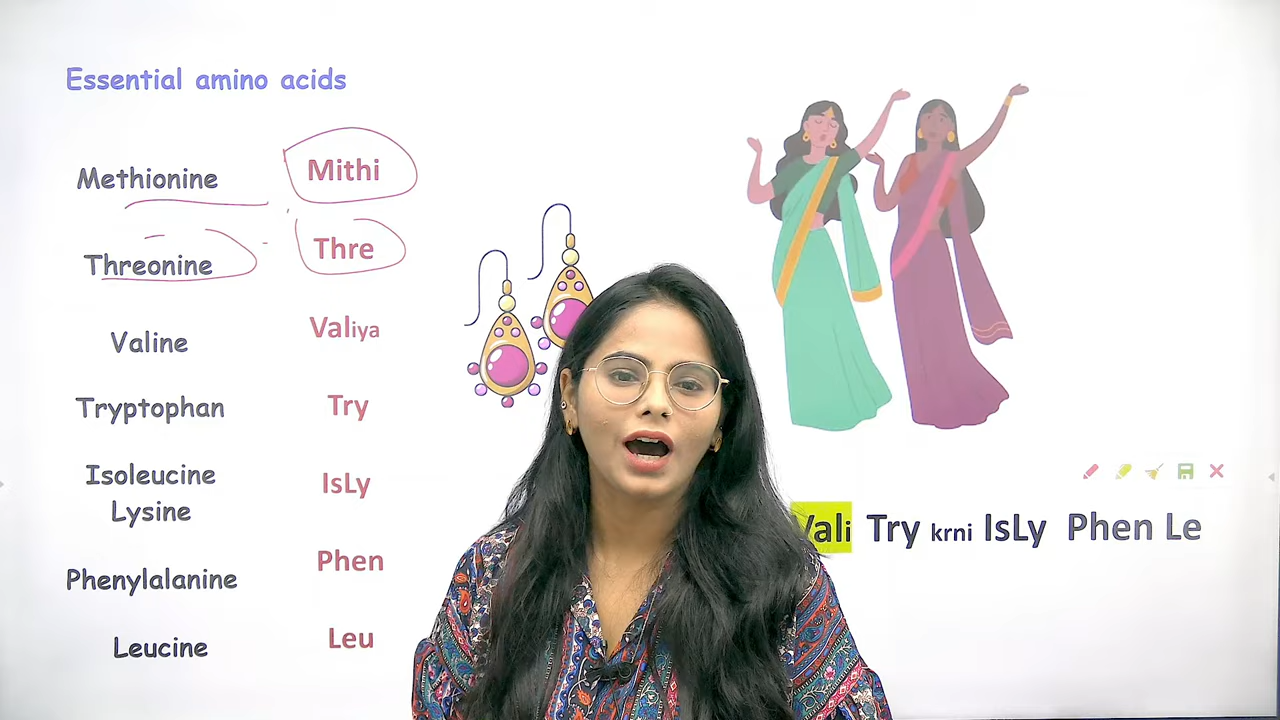 Essential amino acids
Methionine Mithi
Threonine Thre
Valine Valiya
Tryptophan Try
Isoleucine
Lysine
IsLy
Phenylalanine Phen
Leucine Leu
Vali Try krni IsLy Phen Le